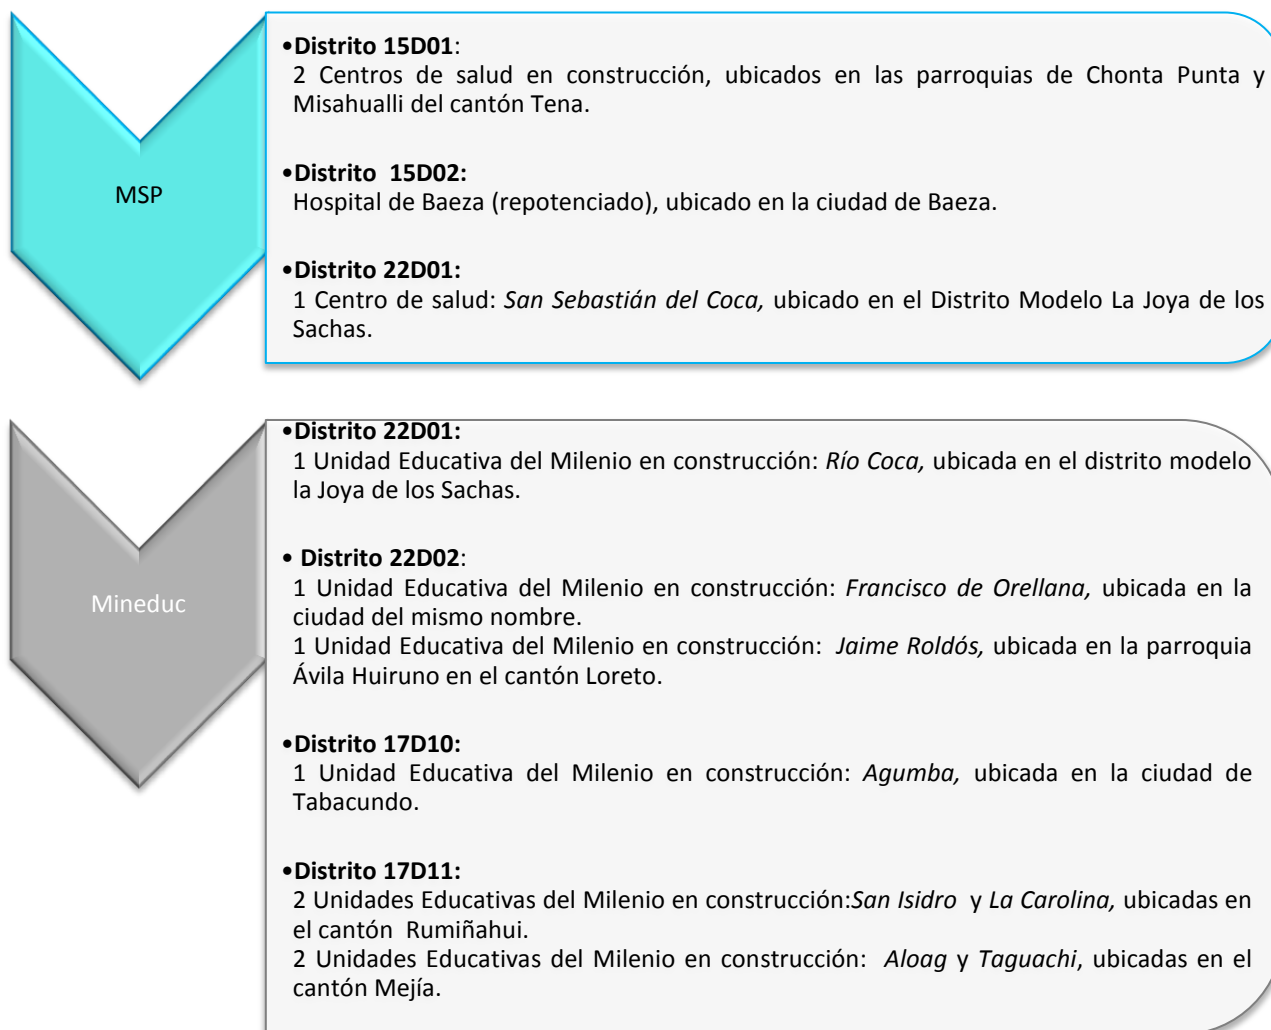 MSP
•Distrito 15D01:
2 Centros de salud en construcción, ubicados en las parroquias de Chonta Punta y
Misahualli del cantón Tena.
•Distrito 15D02:
Hospital de Baeza (repotenciado), ubicado en la ciudad de Baeza.
•Distrito 22D01:
1 Centro de salud: San Sebastián del Coca, ubicado en el Distrito Modelo La Joya de los
Sachas.
Mineduc
•Distrito 22D01:
1 Unidad Educativa del Milenio en construcción: Río Coca, ubicada en el distrito modelo
la Joya de los Sachas.
• Distrito 22D02:
1 Unidad Educativa del Milenio en construcción: Francisco de Orellana, ubicada en la
ciudad del mismo nombre.
1 Unidad Educativa del Milenio en construcción: Jaime Roldós, ubicada en la parroquia
Ávila Huiruno en el cantón Loreto.
•Distrito 17D10:
1 Unidad Educativa del Milenio en construcción: Agumba, ubicada en la ciudad de
Tabacundo.
•Distrito 17D11:
2 Unidades Educativas del Milenio en construcción:San Isidro y La Carolina, ubicadas en
el cantón Rumiñahui.
2 Unidades Educativas del Milenio en construcción: Aloag y Taguachi, ubicadas en el
cantón Mejía.